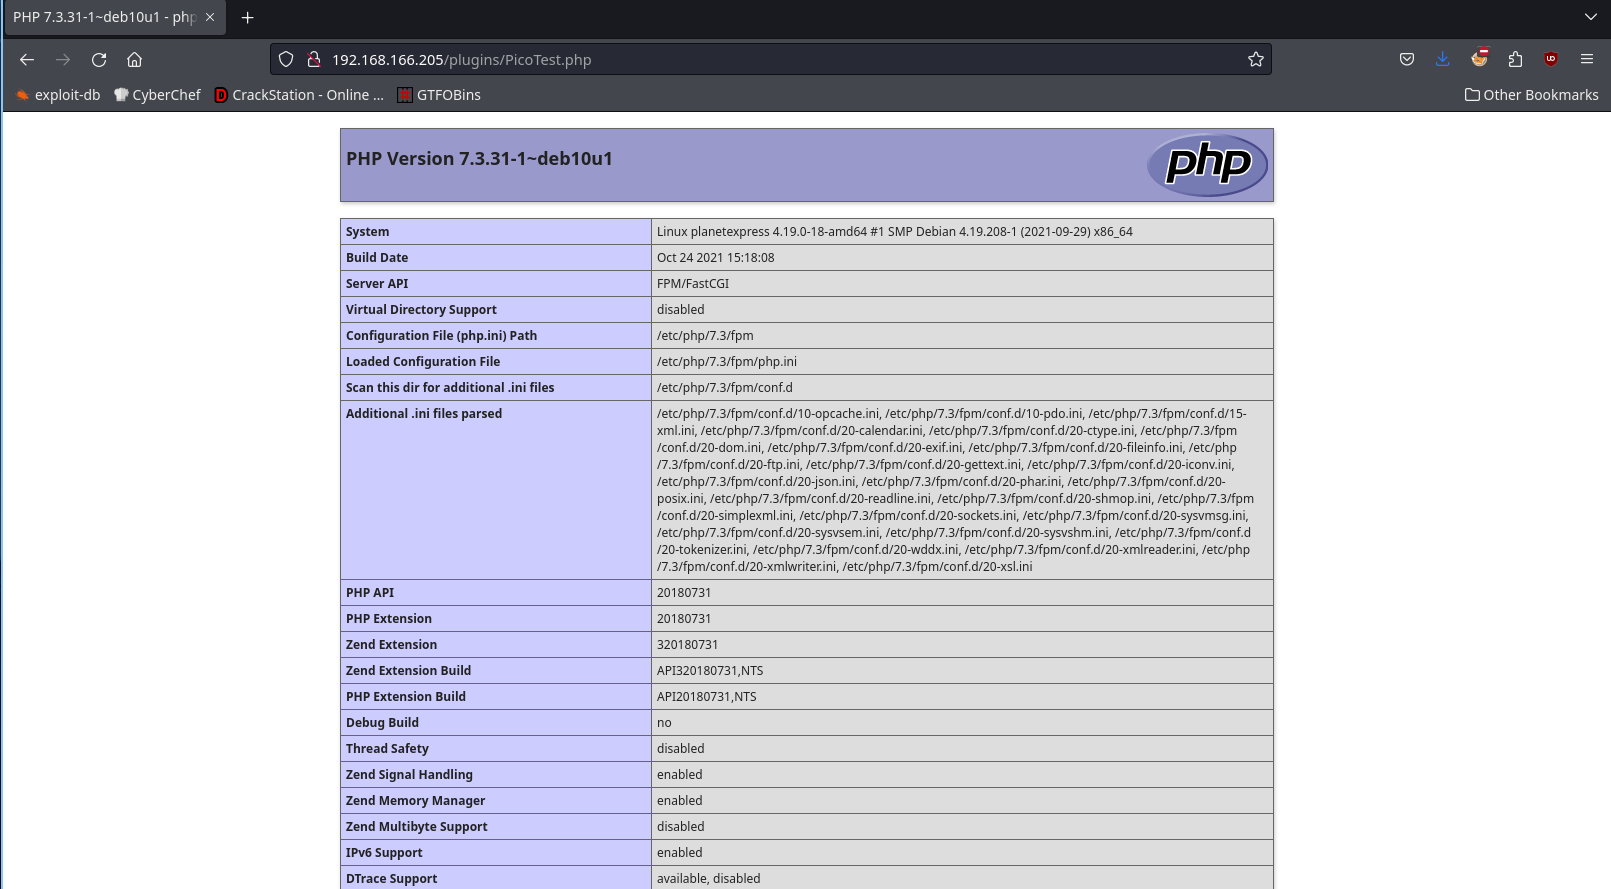 PHP 7.3.31-1~deb10u1 - php
192.168.166.205/plugins/PicoTest.php
exploit-db
CyberChef
CrackStation - Online ...
GTFOBins
Other Bookmarks
PHP Version 7.3.31-1~deb10u1
php
System Linux planetexpress 4.19.0-18-amd64 #1 SMP Debian 4.19.208-1 (2021-09-29) x86_64
Build Date Oct 24 2021 15:18:08
Server API FPM/FastCGI
Virtual Directory Support disabled
Configuration File (php.ini) Path /etc/php/7.3/fpm
Loaded Configuration File /etc/php/7.3/fpm/php.ini
Scan this dir for additional .ini files /etc/php/7.3/fpm/conf.d
Additional .ini files parsed /etc/php/7.3/fpm/conf.d/10-opcache.ini, /etc/php/7.3/fpm/conf.d/10-pdo.ini, /etc/php/7.3/fpm/conf.d/15-
xml.ini, /etc/php/7.3/fpm/conf.d/20-calendar.ini, /etc/php/7.3/fpm/conf.d/20-ctype.ini, /etc/php/7.3/fpm
/conf.d/20-dom.ini, /etc/php/7.3/fpm/conf.d/20-exif.ini, /etc/php/7.3/fpm/conf.d/20-fileinfo.ini, /etc/php
/7.3/fpm/conf.d/20-ftp.ini, /etc/php/7.3/fpm/conf.d/20-gettext.ini, /etc/php/7.3/fpm/conf.d/20-iconv.ini,
/etc/php/7.3/fpm/conf.d/20-json.ini, /etc/php/7.3/fpm/conf.d/20-phar.ini, /etc/php/7.3/fpm/conf.d/20-
posix.ini, /etc/php/7.3/fpm/conf.d/20-readline.ini, /etc/php/7.3/fpm/conf.d/20-shmop.ini, /etc/php/7.3/fpm
/conf.d/20-simplexml.ini, /etc/php/7.3/fpm/conf.d/20-sockets.ini, /etc/php/7.3/fpm/conf.d/20-sysvmsg.ini,
/etc/php/7.3/fpm/conf.d/20-sysvsem.ini, /etc/php/7.3/fpm/conf.d/20-sysvshm.ini, /etc/php/7.3/fpm/conf.d
/20-tokenizer.ini, /etc/php/7.3/fpm/conf.d/20-wddx.ini, /etc/php/7.3/fpm/conf.d/20-xmlreader.ini, /etc/php
/7.3/fpm/conf.d/20-xmlwriter.ini, /etc/php/7.3/fpm/conf.d/20-xsl.ini
PHP API 20180731
PHP Extension 20180731
Zend Extension 320180731
Zend Extension Build API320180731,NTS
PHP Extension Build API20180731,NTS
Debug Build no
Thread Safety disabled
Zend Signal Handling enabled
Zend Memory Manager enabled
Zend Multibyte Support disabled
IPv6 Support enabled
DTrace Support available, disabled